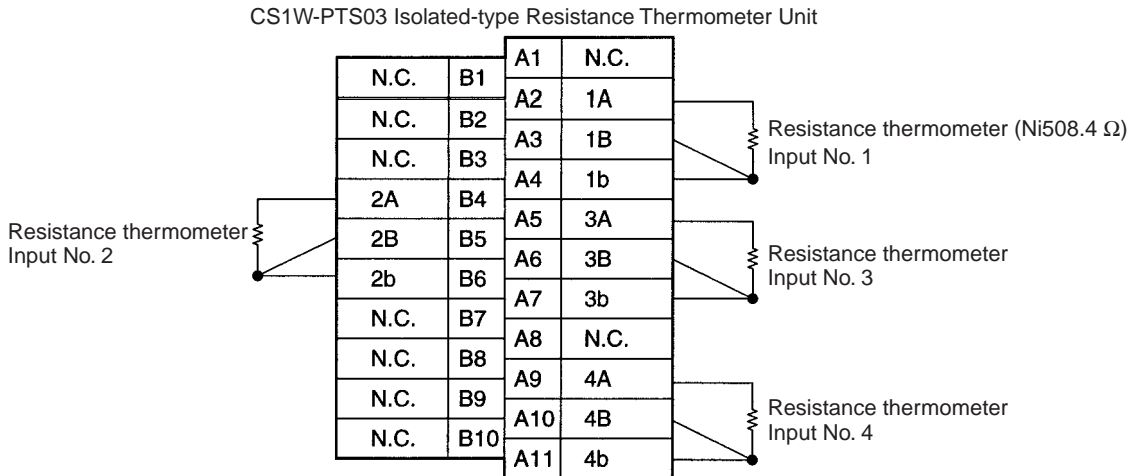 CS1W-PTS03 Isolated-type Resistance Thermometer Unit
A1 N.C.
N.C. B1
A2 1A
N.C. B2
A3 1B
N.C. B3
A4 1b
2A B4
A5 3A
2B B5
A6 3B
2b B6
A7 3b
N.C. B7
A8 N.C.
N.C. B8
A9 4A
N.C. B9
A10 4B
N.C. B10
A11 4b
Resistance thermometer (Ni508.4 Ω)
Input No. 1
Resistance thermometer
Input No. 2
Resistance thermometer
Input No. 3
Resistance thermometer
Input No. 4